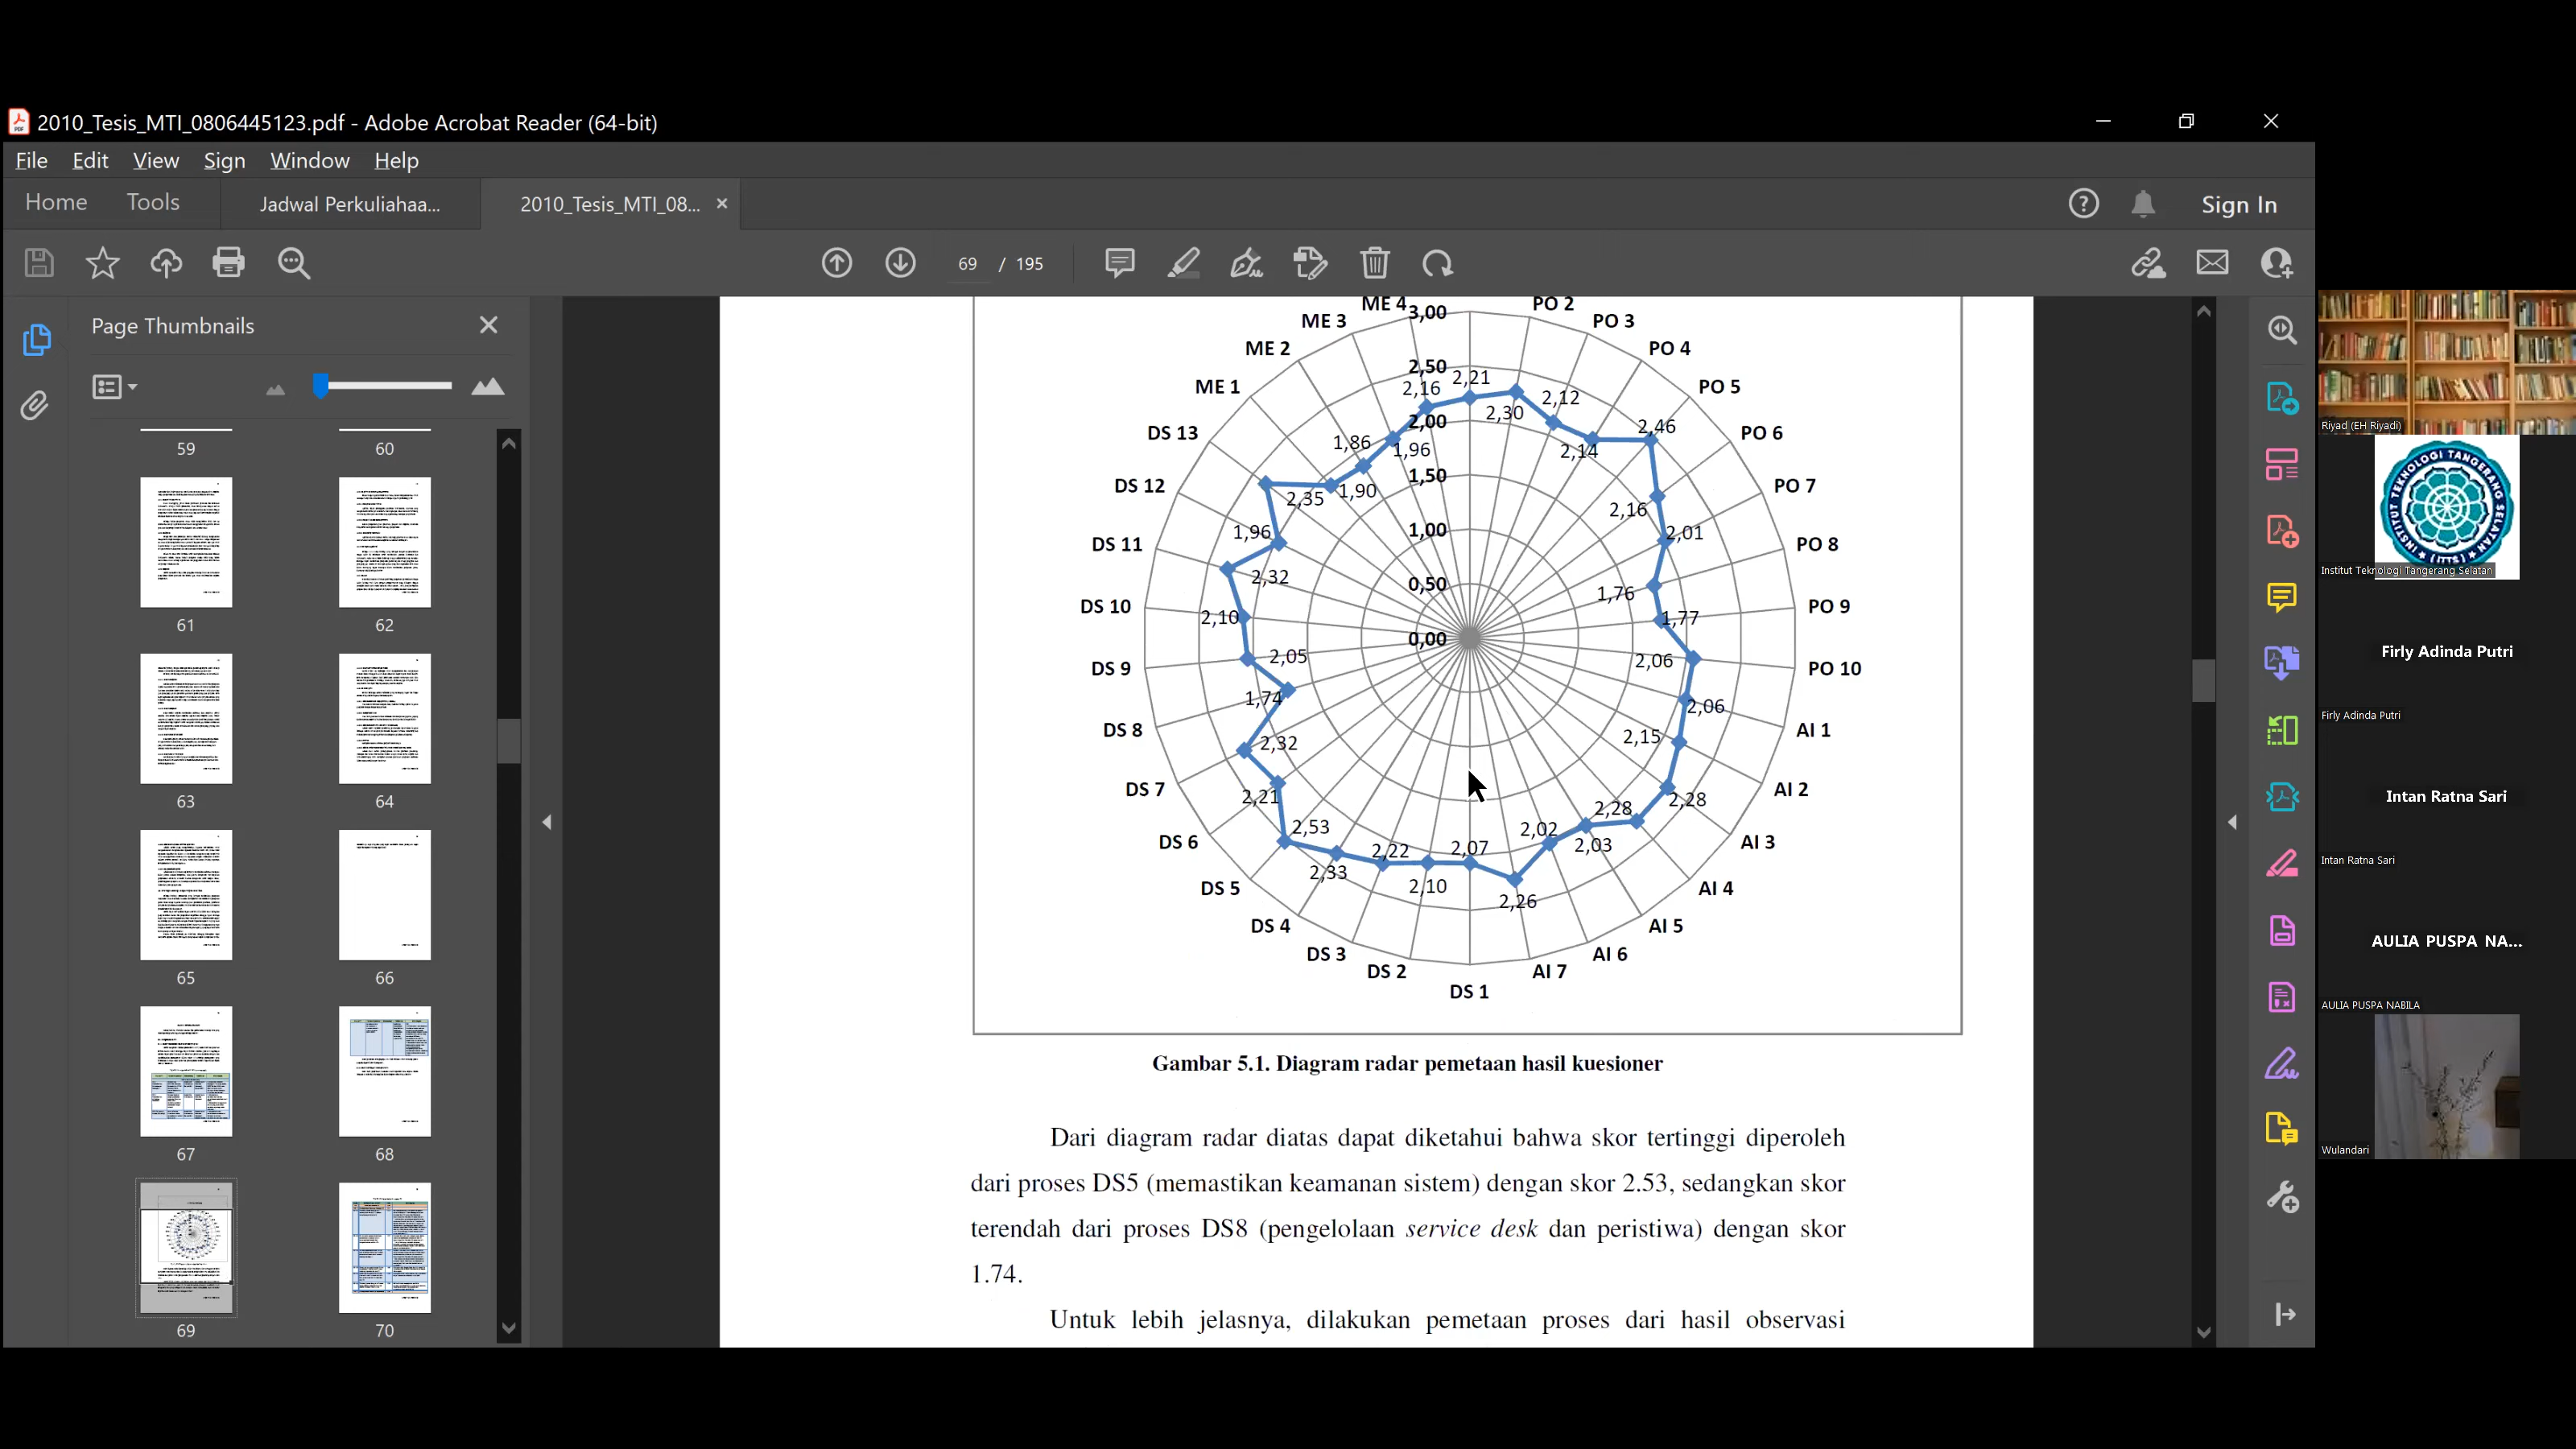 2010_Tesis_MTI_0806445123.pdf - Adobe Acrobat Reader (64-bit)
File Edit View Sign Window Help
Home Tools Jadwal Perkuliahaa... 2010_Tesis_MTI_08... Sign In
69 / 195
Page Thumbnails
59 60
61 62
63 64
65 66
67 68
69 70
ME 4 3,00 PO 2
ME 3 PO 3
ME 2 PO 4
ME 1 PO 5
DS 13 PO 6
DS 12 PO 7
DS 11 PO 8
DS 10 PO 9
DS 9 PO 10
DS 8 AI 1
DS 7 AI 2
DS 6 AI 3
DS 5 AI 4
DS 4 AI 5
DS 3 AI 6
DS 2 AI 7
DS 1
2,50
2,00
1,50
1,00
0,50
0,00
2,21
2,30
2,12
2,14
2,46
2,16
2,01
1,76
1,77
2,06
2,06
2,15
2,28
2,28
2,03
2,02
2,26
2,07
2,10
2,22
2,33
2,53
2,21
2,32
1,74
2,05
2,10
2,32
1,96
2,35
1,90
1,86
1,96
2,16
Gambar 5.1. Diagram radar pemetaan hasil kuesioner
Dari diagram radar diatas dapat diketahui bahwa skor tertinggi diperoleh
dari proses DS5 (memastikan keamanan sistem) dengan skor 2.53, sedangkan skor
terendah dari proses DS8 (pengelolaan service desk dan peristiwa) dengan skor
1.74.
Untuk lebih jelasnya, dilakukan pemetaan proses dari hasil observasi
Riyad (EH Riyadi)
INSTITUT TEKNOLOGI TANGERANG SELATAN
(ITTS)
Institut Teknologi Tangerang Selatan
Firly Adinda Putri
Firly Adinda Putri
Intan Ratna Sari
Intan Ratna Sari
AULIA PUSPA NA...
AULIA PUSPA NABILA
Wulandari